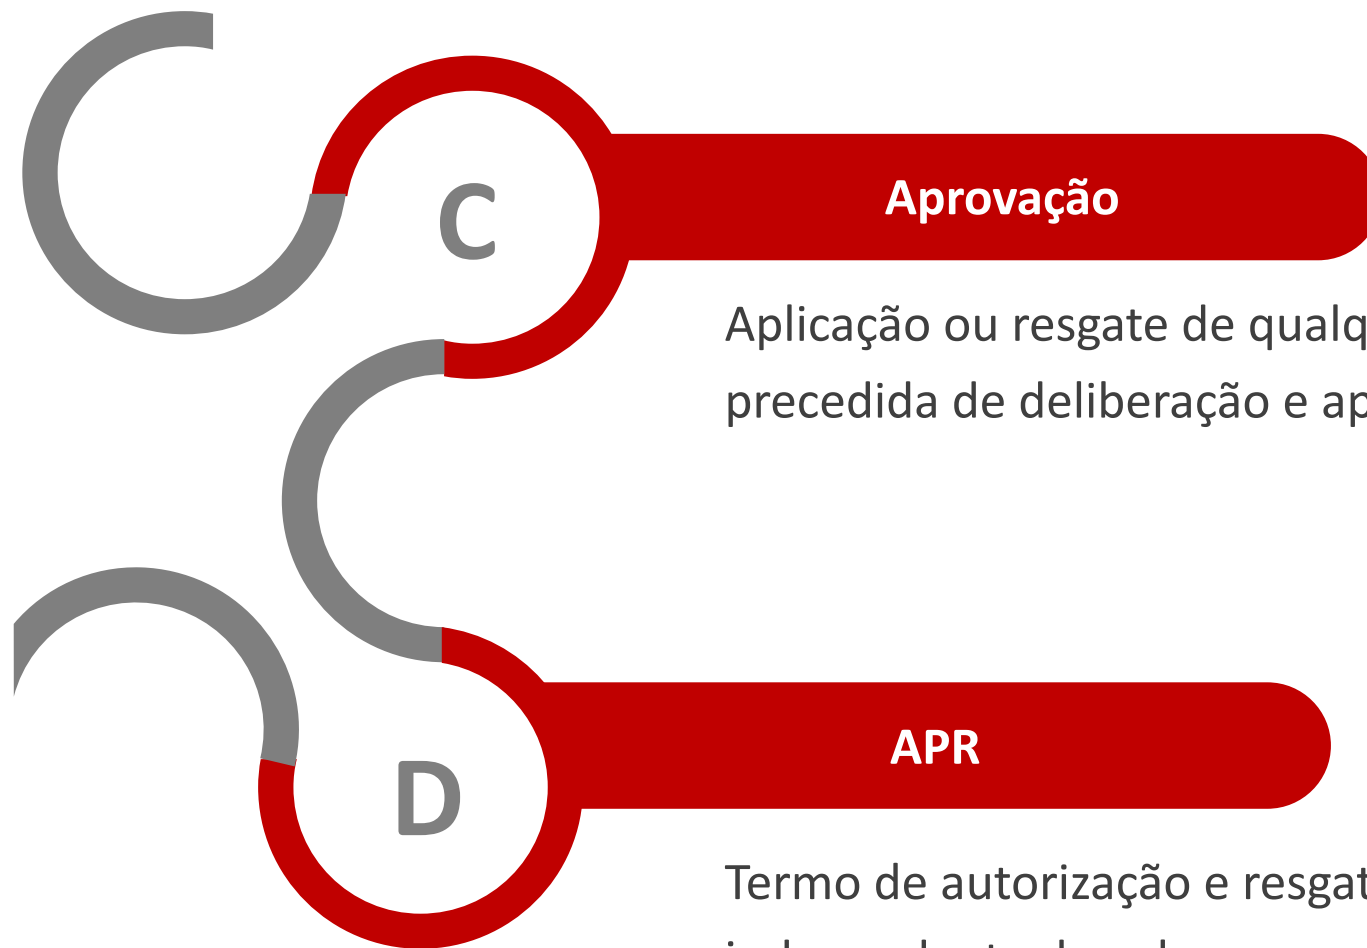 C
Aprovação
Aplicação ou resgate de qualq
precedida de deliberação e ap
D
APR
Termo de autorização e resgat